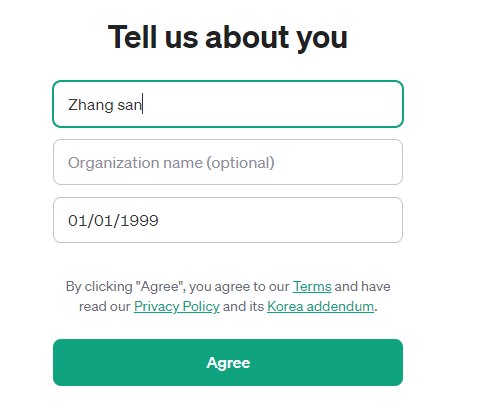 Tell us about you
Zhang san
Organization name (optional)
01/01/1999
By clicking "Agree", you agree to our Terms and have
read our Privacy Policy and its Korea addendum.
Agree